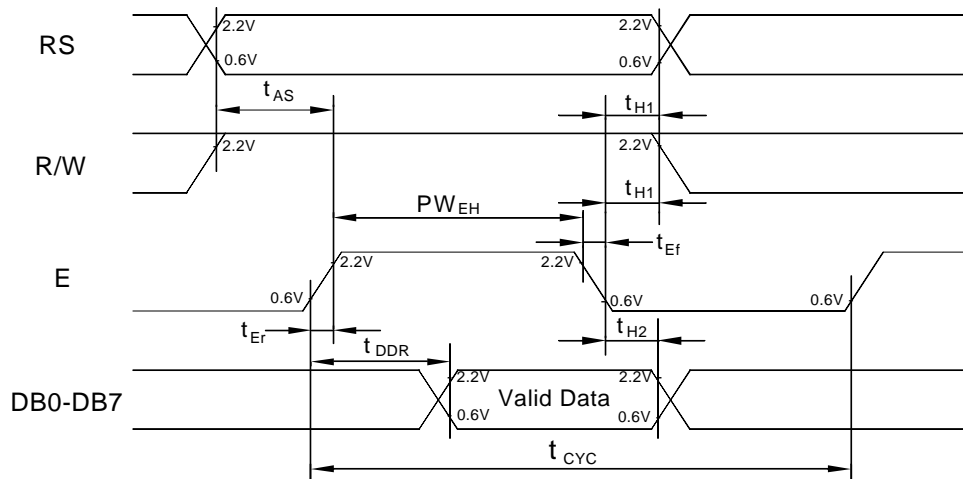 RS
2.2V
2.2V
0.6V
0.6V
tAS
tH1
R/W
2.2V
2.2V
PWEH
tH1
tEf
E
2.2V
2.2V
0.6V
0.6V
0.6V
tEr
tDDR
tH2
DB0-DB7
2.2V
Valid Data
2.2V
0.6V
0.6V
tCYC